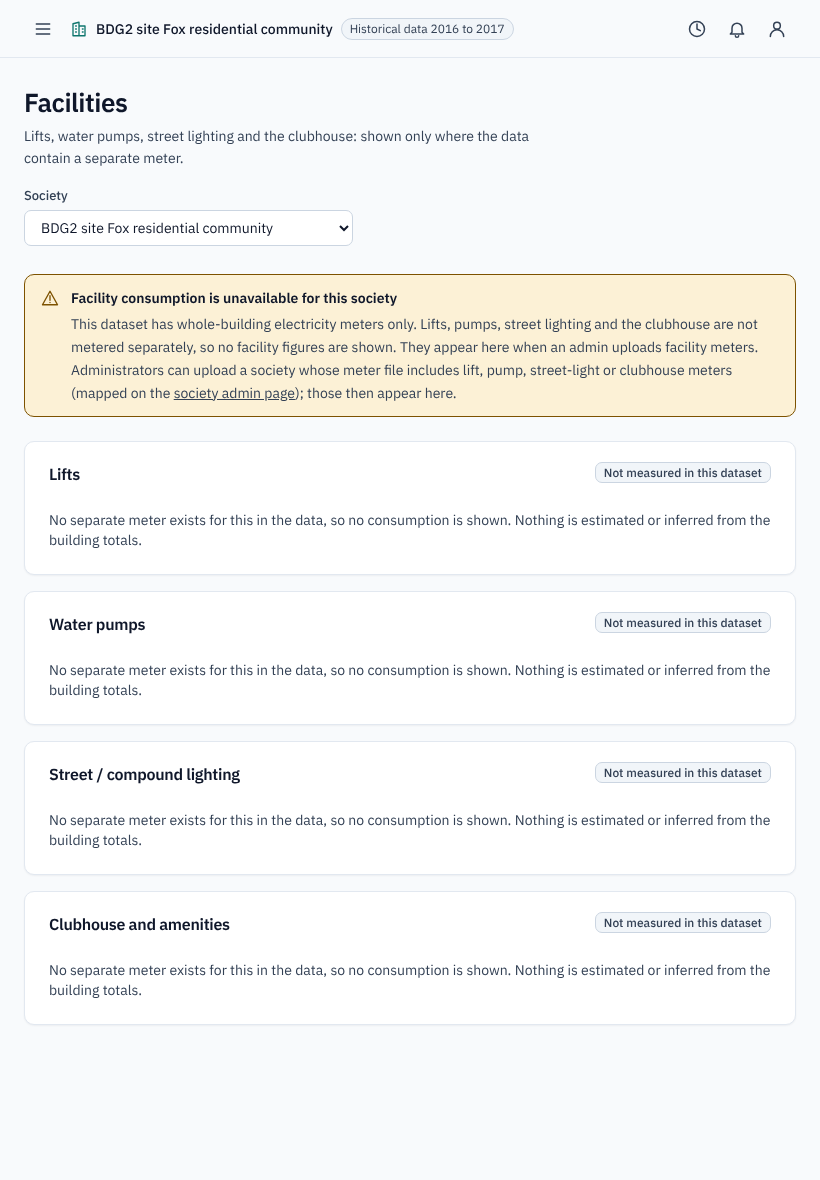 BDG2 site Fox residential community
Historical data 2016 to 2017
Facilities
Lifts, water pumps, street lighting and the clubhouse: shown only where the data
contain a separate meter.
Society
BDG2 site Fox residential community
Facility consumption is unavailable for this society
This dataset has whole-building electricity meters only. Lifts, pumps, street lighting and the clubhouse are not
metered separately, so no facility figures are shown. They appear here when an admin uploads facility meters.
Administrators can upload a society whose meter file includes lift, pump, street-light or clubhouse meters
(mapped on the society admin page); those then appear here.
Lifts
Not measured in this dataset
No separate meter exists for this in the data, so no consumption is shown. Nothing is estimated or inferred from the
building totals.
Water pumps
Not measured in this dataset
No separate meter exists for this in the data, so no consumption is shown. Nothing is estimated or inferred from the
building totals.
Street / compound lighting
Not measured in this dataset
No separate meter exists for this in the data, so no consumption is shown. Nothing is estimated or inferred from the
building totals.
Clubhouse and amenities
Not measured in this dataset
No separate meter exists for this in the data, so no consumption is shown. Nothing is estimated or inferred from the
building totals.